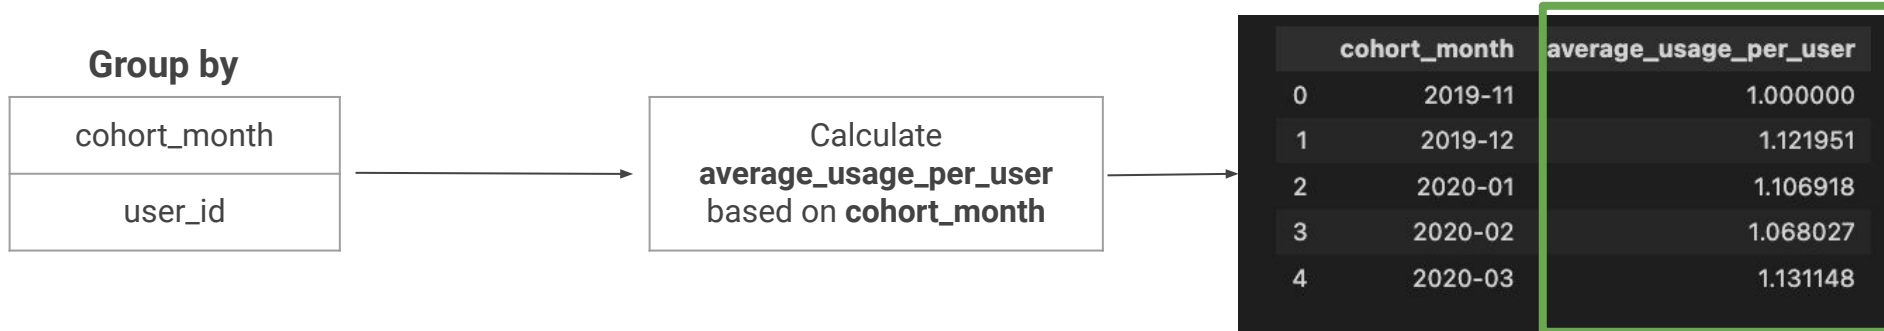 Group by
cohort_month
user_id
Calculate
average_usage_per_user
based on cohort_month
cohort_month average_usage_per_user
0 2019-11 1.000000
1 2019-12 1.121951
2 2020-01 1.106918
3 2020-02 1.068027
4 2020-03 1.131148